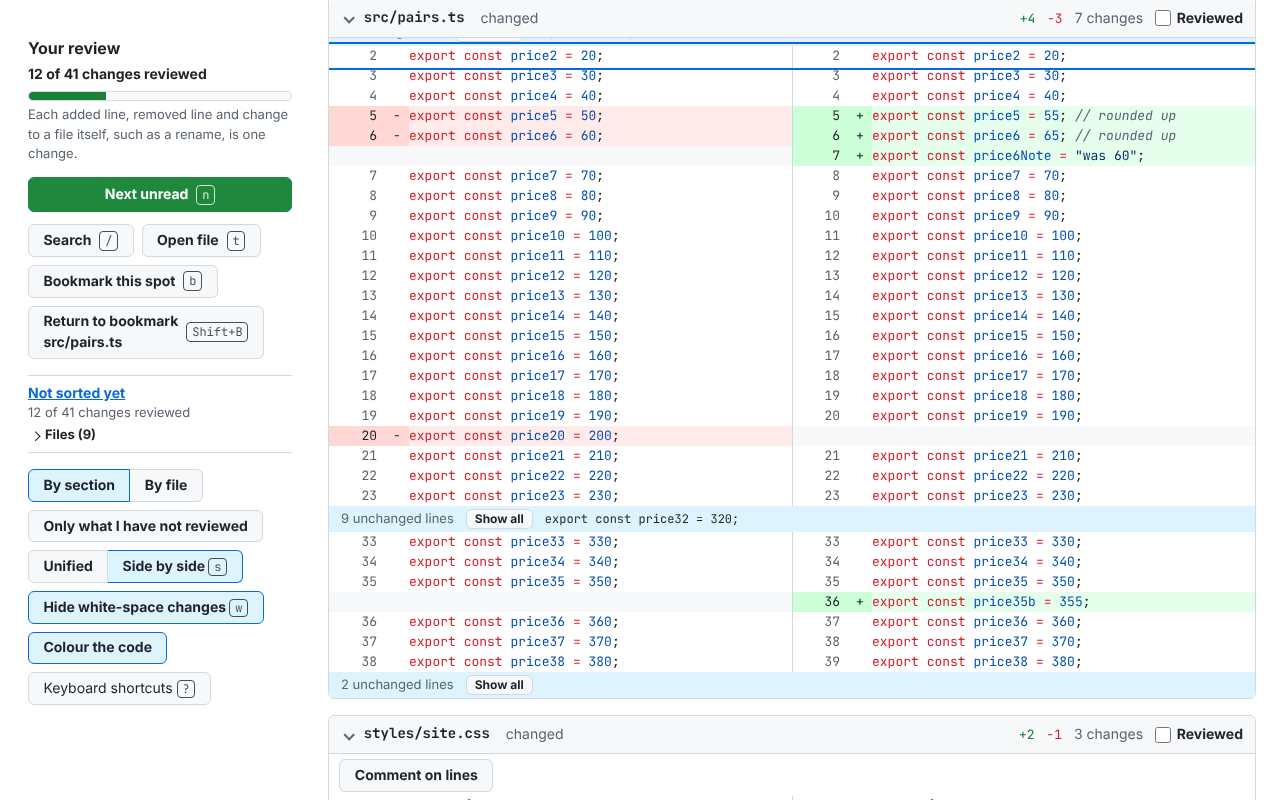 Your review
12 of 41 changes reviewed
Each added line, removed line and change
to a file itself, such as a rename, is one
change.
Next unread n
Search / Open file t
Bookmark this spot b
Return to bookmark
src/pairs.ts Shift+B
Not sorted yet
12 of 41 changes reviewed
Files (9)
By section By file
Only what I have not reviewed
Unified Side by side s
Hide white-space changes w
Colour the code
Keyboard shortcuts ?
src/pairs.ts changed +4 -3 7 changes Reviewed
2 export const price2 = 20; 2 export const price2 = 20;
3 export const price3 = 30; 3 export const price3 = 30;
4 export const price4 = 40; 4 export const price4 = 40;
5 - export const price5 = 50; 5 + export const price5 = 55; // rounded up
6 - export const price6 = 60; 6 + export const price6 = 65; // rounded up
7 + export const price6Note = "was 60";
7 export const price7 = 70; 8 export const price7 = 70;
8 export const price8 = 80; 9 export const price8 = 80;
9 export const price9 = 90; 10 export const price9 = 90;
10 export const price10 = 100; 11 export const price10 = 100;
11 export const price11 = 110; 12 export const price11 = 110;
12 export const price12 = 120; 13 export const price12 = 120;
13 export const price13 = 130; 14 export const price13 = 130;
14 export const price14 = 140; 15 export const price14 = 140;
15 export const price15 = 150; 16 export const price15 = 150;
16 export const price16 = 160; 17 export const price16 = 160;
17 export const price17 = 170; 18 export const price17 = 170;
18 export const price18 = 180; 19 export const price18 = 180;
19 export const price19 = 190; 20 export const price19 = 190;
20 - export const price20 = 200;
21 export const price21 = 210; 21 export const price21 = 210;
22 export const price22 = 220; 22 export const price22 = 220;
23 export const price23 = 230; 23 export const price23 = 230;
9 unchanged lines Show all export const price32 = 320;
33 export const price33 = 330; 33 export const price33 = 330;
34 export const price34 = 340; 34 export const price34 = 340;
35 export const price35 = 350; 35 export const price35 = 350;
36 + export const price35b = 355;
36 export const price36 = 360; 37 export const price36 = 360;
37 export const price37 = 370; 38 export const price37 = 370;
38 export const price38 = 380; 39 export const price38 = 380;
2 unchanged lines Show all
styles/site.css changed +2 -1 3 changes Reviewed
Comment on lines